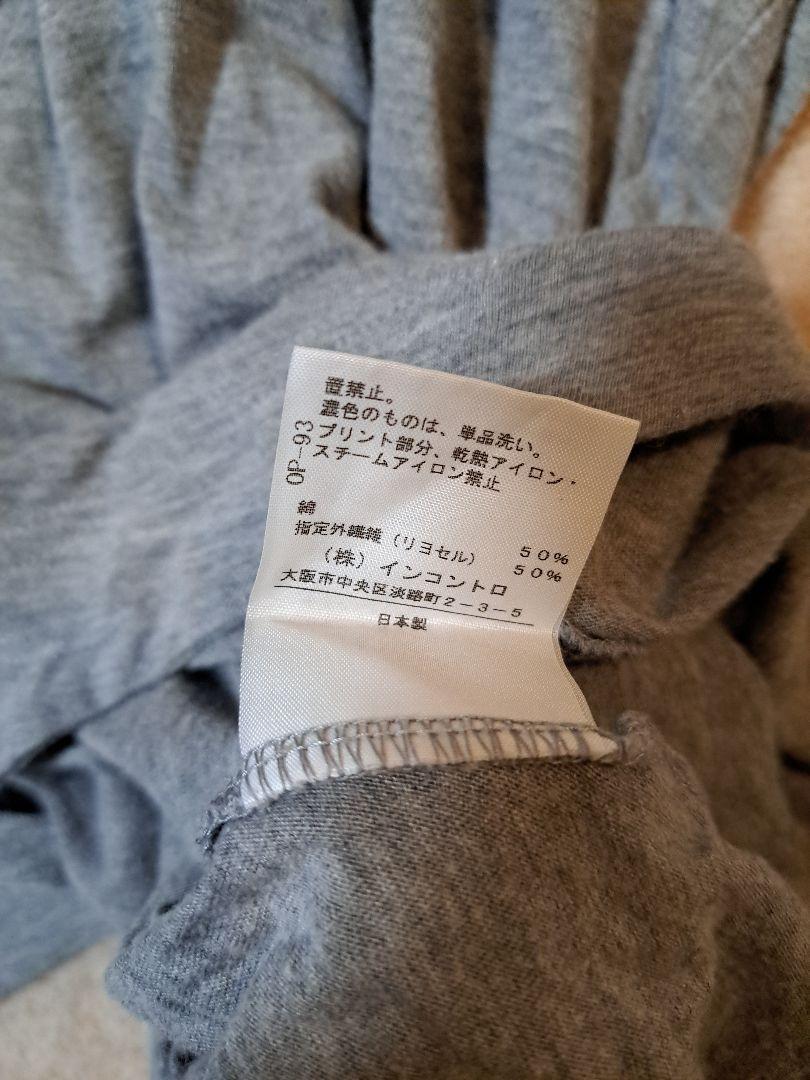 置禁止。
濃色のものは、単品洗い。
プリント部分、乾熱アイロン・
スチームアイロン禁止
OP-93
綿 50%
指定外繊維(リヨセル) 50%
(株)インコントロ
大阪市中央区淡路町2-3-5
日本製